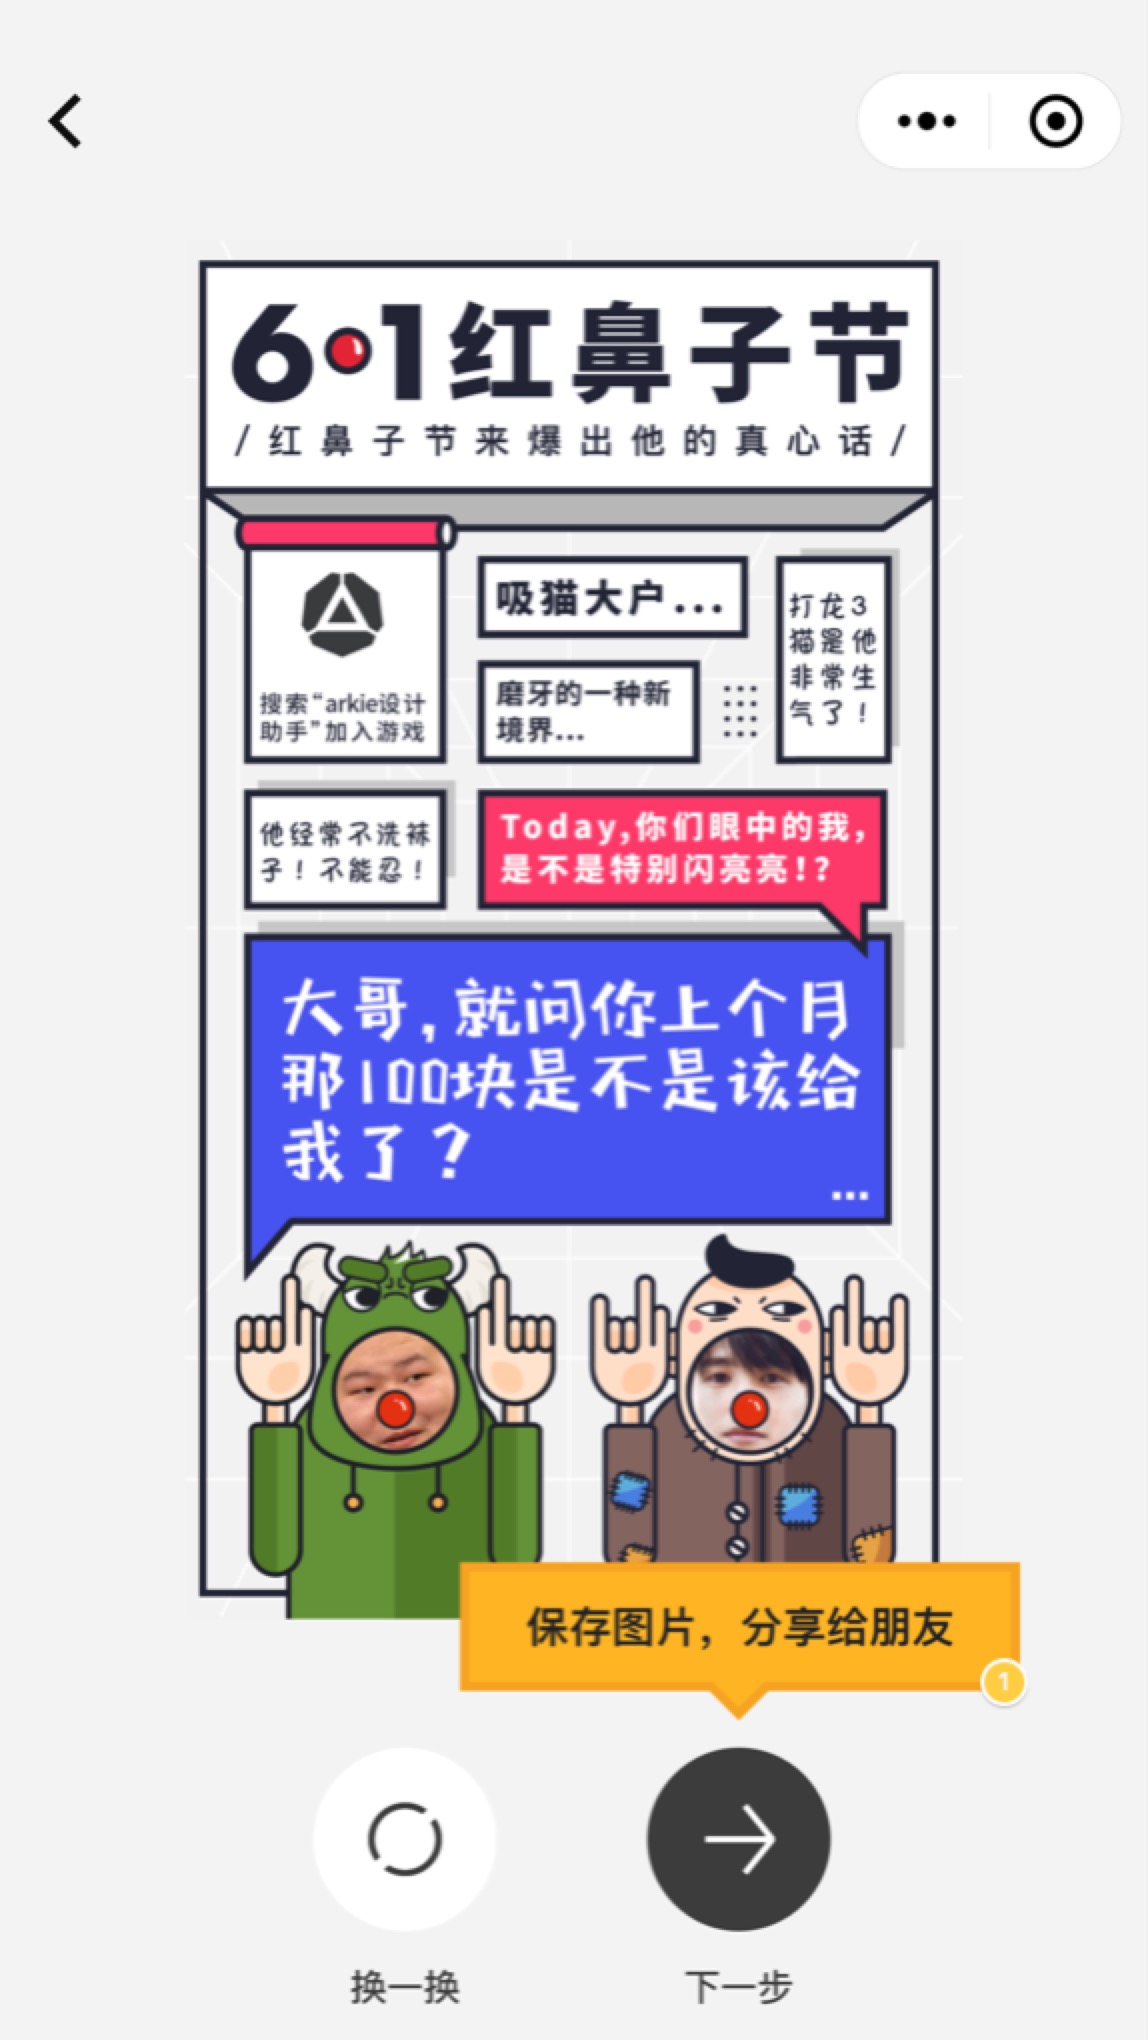 6·1红鼻子节
/红鼻子节来爆出他的真心话/
搜索“arkie设计
助手”加入游戏
吸猫大户...
磨牙的一种新
境界...
打龙3
猫是他
非常生
气了！
他经常不洗袜
子！不能忍！
Today,你们眼中的我,
是不是特别闪亮亮!?
大哥,就问你上个月
那100块是不是该给
我了？
...
保存图片，分享给朋友
1
换一换
下一步